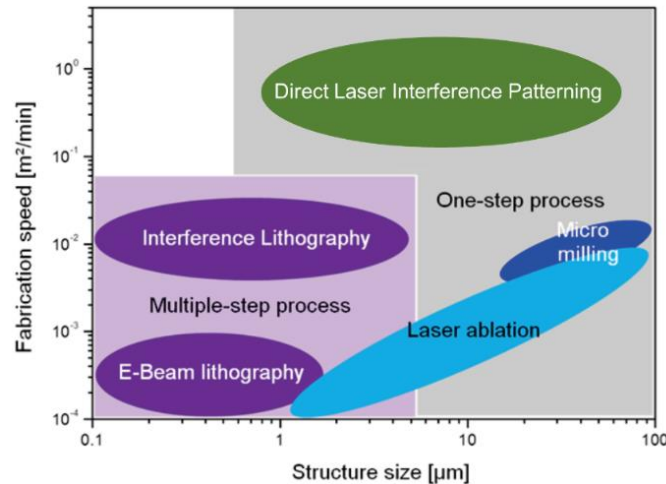 Fabrication speed [m²/min]
10⁰
10⁻¹
10⁻²
10⁻³
10⁻⁴
Direct Laser Interference Patterning
One-step process
Interference Lithography
Micro
milling
Multiple-step process
Laser ablation
E-Beam lithography
0.1
1
10
100
Structure size [µm]